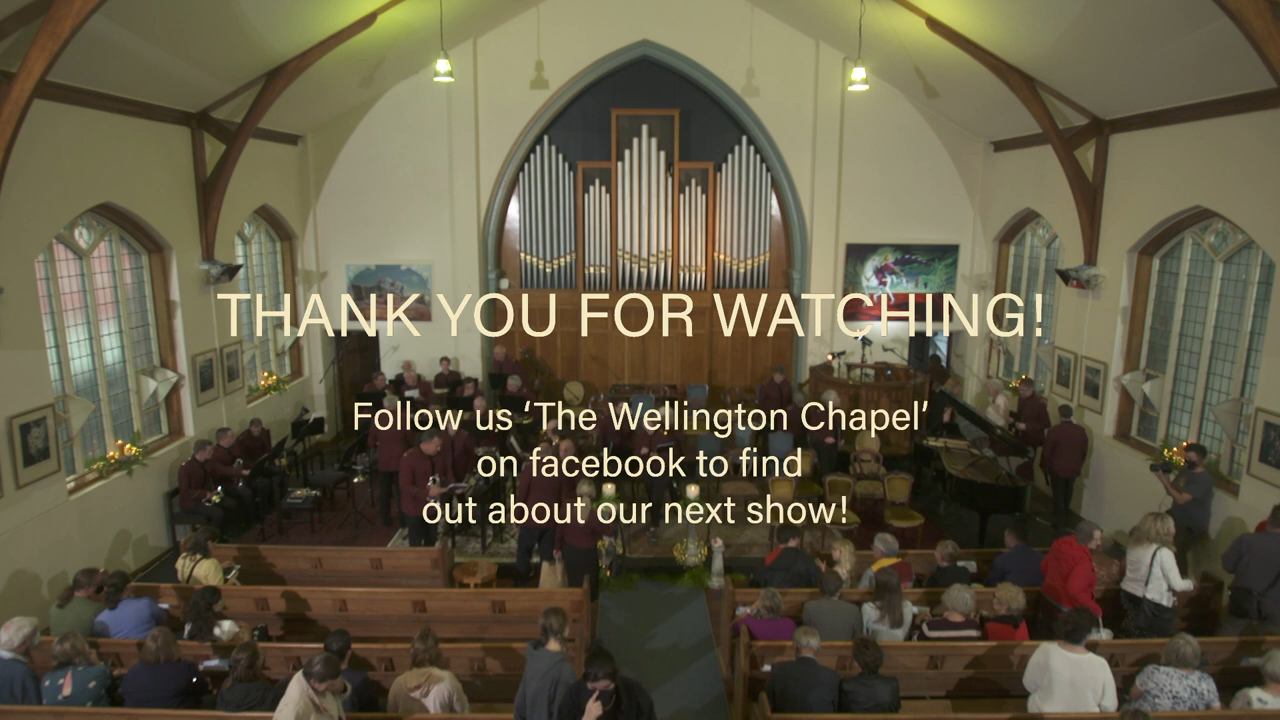 THANK YOU FOR WATCHING!
Follow us ‘The Wellington Chapel’
on facebook to find
out about our next show!